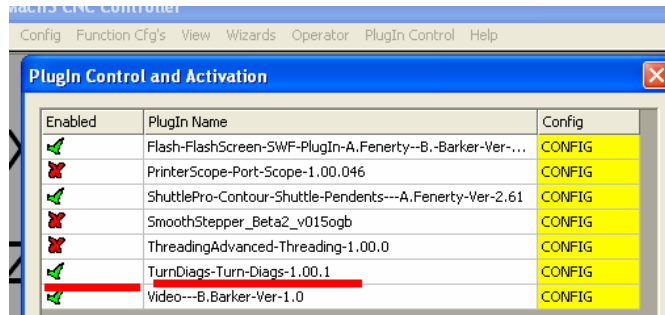 Mach3 CNC Controller
Config Function Cfg's View Wizards Operator PlugIn Control Help
PlugIn Control and Activation
Enabled PlugIn Name Config
Flash-FlashScreen-SWF-PlugIn-A.Fenerty--B.-Barker-Ver-... CONFIG
PrinterScope-Port-Scope-1.00.046 CONFIG
ShuttlePro-Contour-Shuttle-Pendents---A.Fenerty-Ver-2.61 CONFIG
SmoothStepper_Beta2_v015ogb CONFIG
ThreadingAdvanced-Threading-1.00.0 CONFIG
TurnDiags-Turn-Diags-1.00.1 CONFIG
Video---B.Barker-Ver-1.0 CONFIG